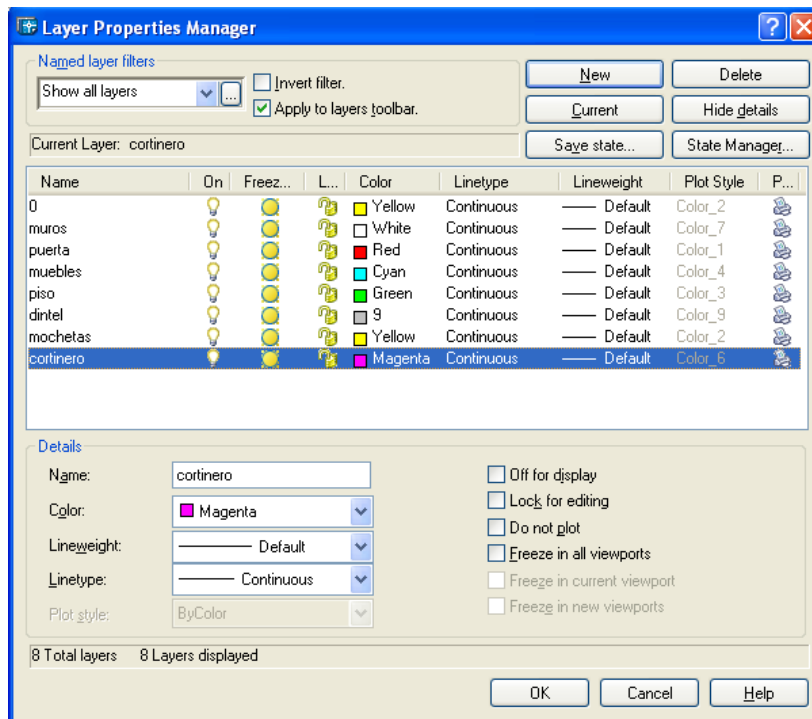 Layer Properties Manager
Named layer filters
Show all layers
...
Invert filter.
Apply to layers toolbar.
New
Delete
Current
Hide details
Save state...
State Manager...
Current Layer: cortinero
Name On Freez... L... Color Linetype Lineweight Plot Style P...
0 Yellow Continuous Default Color_2
muros White Continuous Default Color_7
puerta Red Continuous Default Color_1
muebles Cyan Continuous Default Color_4
piso Green Continuous Default Color_3
dintel 9 Continuous Default Color_9
mochetas Yellow Continuous Default Color_2
cortinero Magenta Continuous Default Color_6
Details
Name: cortinero
Color: Magenta
Lineweight: Default
Linetype: Continuous
Plot style: ByColor
Off for display
Lock for editing
Do not plot
Freeze in all viewports
Freeze in current viewport
Freeze in new viewports
8 Total layers 8 Layers displayed
OK
Cancel
Help